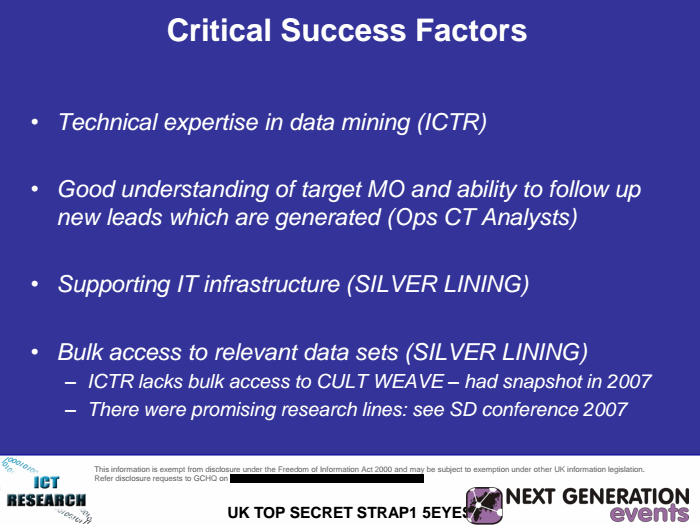 Critical Success Factors
• Technical expertise in data mining (ICTR)
• Good understanding of target MO and ability to follow up
new leads which are generated (Ops CT Analysts)
• Supporting IT infrastructure (SILVER LINING)
• Bulk access to relevant data sets (SILVER LINING)
– ICTR lacks bulk access to CULT WEAVE – had snapshot in 2007
– There were promising research lines: see SD conference 2007
This information is exempt from disclosure under the Freedom of Information Act 2000 and may be subject to exemption under other UK information legislation.
Refer disclosure requests to GCHQ on
ICT
RESEARCH
UK TOP SECRET STRAP1 5EYES
NEXT GENERATION
events